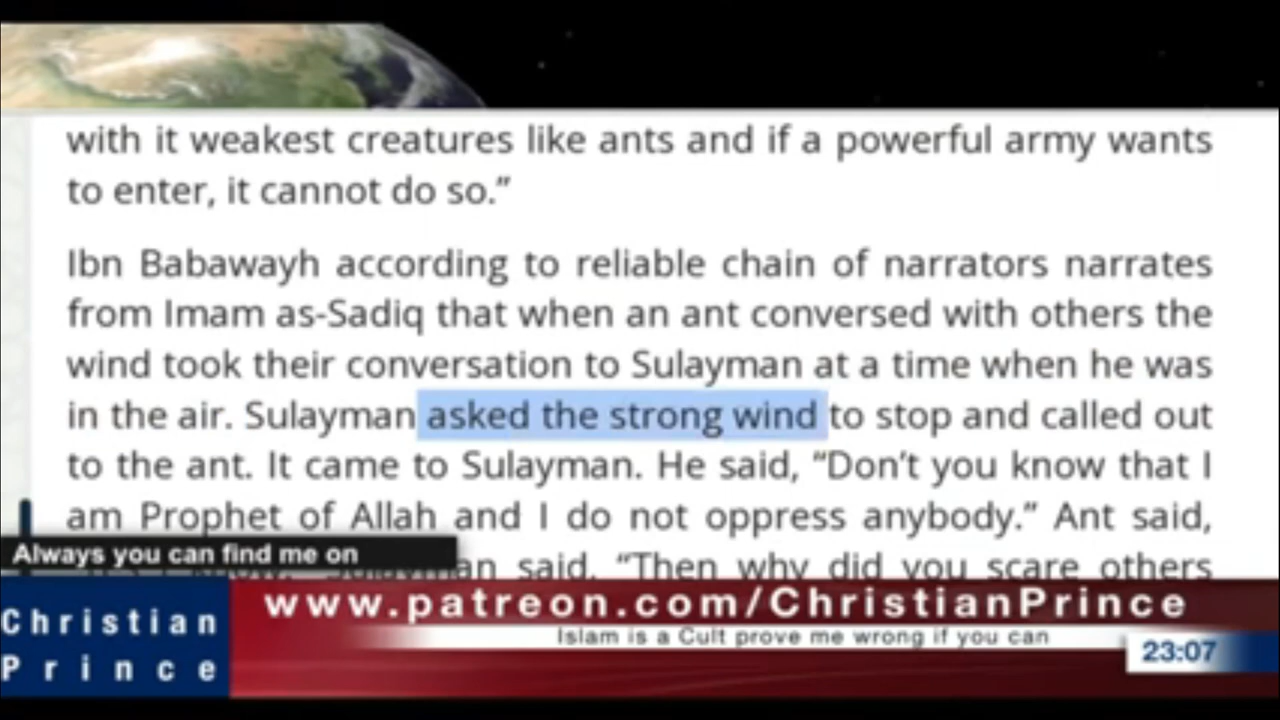 with it weakest creatures like ants and if a powerful army wants
to enter, it cannot do so.”
Ibn Babawayh according to reliable chain of narrators narrates
from Imam as-Sadiq that when an ant conversed with others the
wind took their conversation to Sulayman at a time when he was
in the air. Sulayman asked the strong wind to stop and called out
to the ant. It came to Sulayman. He said, “Don’t you know that I
am Prophet of Allah and I do not oppress anybody.” Ant said,
said, “Then why did you scare others
Always you can find me on
www.patreon.com/ChristianPrince
Islam is a Cult prove me wrong if you can
Christian
Prince
23:07